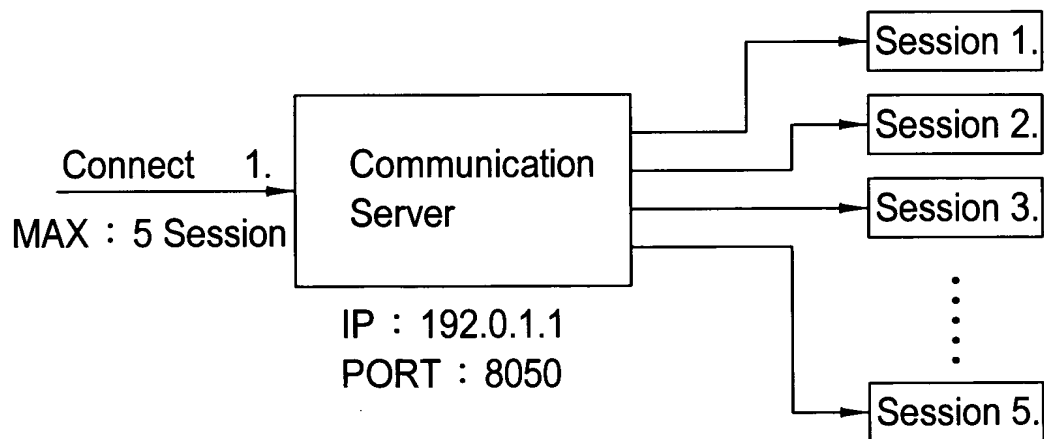 Connect 1.
MAX : 5 Session
Communication
Server
IP : 192.0.1.1
PORT : 8050
Session 1.
Session 2.
Session 3.
Session 5.